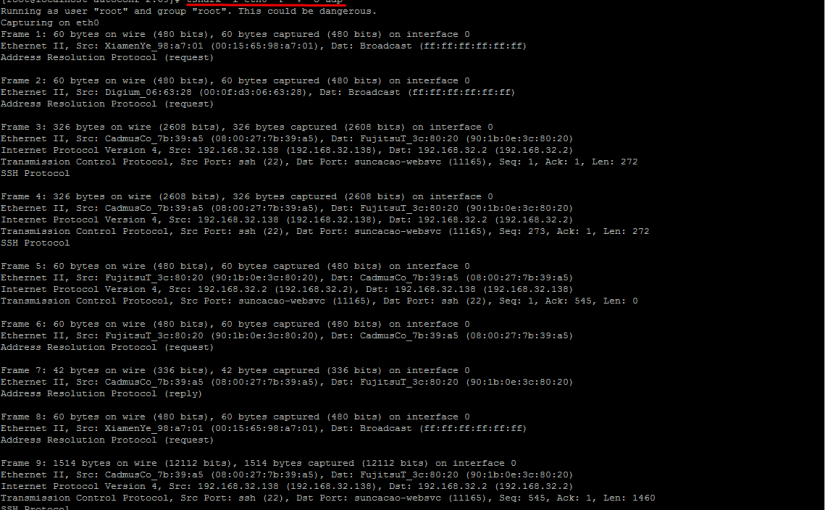 Running as user "root" and group "root". This could be dangerous.
Capturing on eth0
Frame 1: 60 bytes on wire (480 bits), 60 bytes captured (480 bits) on interface 0
Ethernet II, Src: XiamenYe_98:a7:01 (00:15:65:98:a7:01), Dst: Broadcast (ff:ff:ff:ff:ff:ff)
Address Resolution Protocol (request)
Frame 2: 60 bytes on wire (480 bits), 60 bytes captured (480 bits) on interface 0
Ethernet II, Src: Digium_06:63:28 (00:0f:d3:06:63:28), Dst: Broadcast (ff:ff:ff:ff:ff:ff)
Address Resolution Protocol (request)
Frame 3: 326 bytes on wire (2608 bits), 326 bytes captured (2608 bits) on interface 0
Ethernet II, Src: CadmusCo_7b:39:a5 (08:00:27:7b:39:a5), Dst: FujitsuT_3c:80:20 (90:1b:0e:3c:80:20)
Internet Protocol Version 4, Src: 192.168.32.138 (192.168.32.138), Dst: 192.168.32.2 (192.168.32.2)
Transmission Control Protocol, Src Port: ssh (22), Dst Port: suncacao-websvc (11165), Seq: 1, Ack: 1, Len: 272
SSH Protocol
Frame 4: 326 bytes on wire (2608 bits), 326 bytes captured (2608 bits) on interface 0
Ethernet II, Src: CadmusCo_7b:39:a5 (08:00:27:7b:39:a5), Dst: FujitsuT_3c:80:20 (90:1b:0e:3c:80:20)
Internet Protocol Version 4, Src: 192.168.32.138 (192.168.32.138), Dst: 192.168.32.2 (192.168.32.2)
Transmission Control Protocol, Src Port: ssh (22), Dst Port: suncacao-websvc (11165), Seq: 273, Ack: 1, Len: 272
SSH Protocol
Frame 5: 60 bytes on wire (480 bits), 60 bytes captured (480 bits) on interface 0
Ethernet II, Src: FujitsuT_3c:80:20 (90:1b:0e:3c:80:20), Dst: CadmusCo_7b:39:a5 (08:00:27:7b:39:a5)
Internet Protocol Version 4, Src: 192.168.32.2 (192.168.32.2), Dst: 192.168.32.138 (192.168.32.138)
Transmission Control Protocol, Src Port: suncacao-websvc (11165), Dst Port: ssh (22), Seq: 1, Ack: 545, Len: 0
Frame 6: 60 bytes on wire (480 bits), 60 bytes captured (480 bits) on interface 0
Ethernet II, Src: FujitsuT_3c:80:20 (90:1b:0e:3c:80:20), Dst: CadmusCo_7b:39:a5 (08:00:27:7b:39:a5)
Address Resolution Protocol (request)
Frame 7: 42 bytes on wire (336 bits), 42 bytes captured (336 bits) on interface 0
Ethernet II, Src: CadmusCo_7b:39:a5 (08:00:27:7b:39:a5), Dst: FujitsuT_3c:80:20 (90:1b:0e:3c:80:20)
Address Resolution Protocol (reply)
Frame 8: 60 bytes on wire (480 bits), 60 bytes captured (480 bits) on interface 0
Ethernet II, Src: XiamenYe_98:a7:01 (00:15:65:98:a7:01), Dst: Broadcast (ff:ff:ff:ff:ff:ff)
Address Resolution Protocol (request)
Frame 9: 1514 bytes on wire (12112 bits), 1514 bytes captured (12112 bits) on interface 0
Ethernet II, Src: CadmusCo_7b:39:a5 (08:00:27:7b:39:a5), Dst: FujitsuT_3c:80:20 (90:1b:0e:3c:80:20)
Internet Protocol Version 4, Src: 192.168.32.138 (192.168.32.138), Dst: 192.168.32.2 (192.168.32.2)
Transmission Control Protocol, Src Port: ssh (22), Dst Port: suncacao-websvc (11165), Seq: 545, Ack: 1, Len: 1460
SSH Protocol